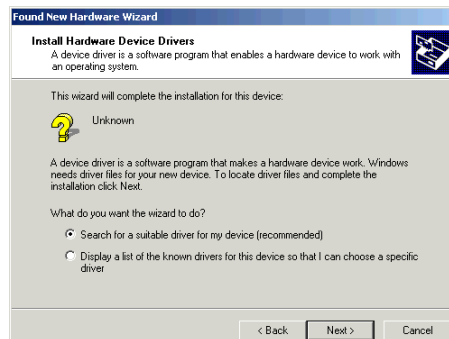 Found New Hardware Wizard
Install Hardware Device Drivers
A device driver is a software program that enables a hardware device to work with
an operating system.
This wizard will complete the installation for this device:
Unknown
A device driver is a software program that makes a hardware device work. Windows
needs driver files for your new device. To locate driver files and complete the
installation click Next.
What do you want the wizard to do?
Search for a suitable driver for my device (recommended)
Display a list of the known drivers for this device so that I can choose a specific
driver
< Back Next > Cancel